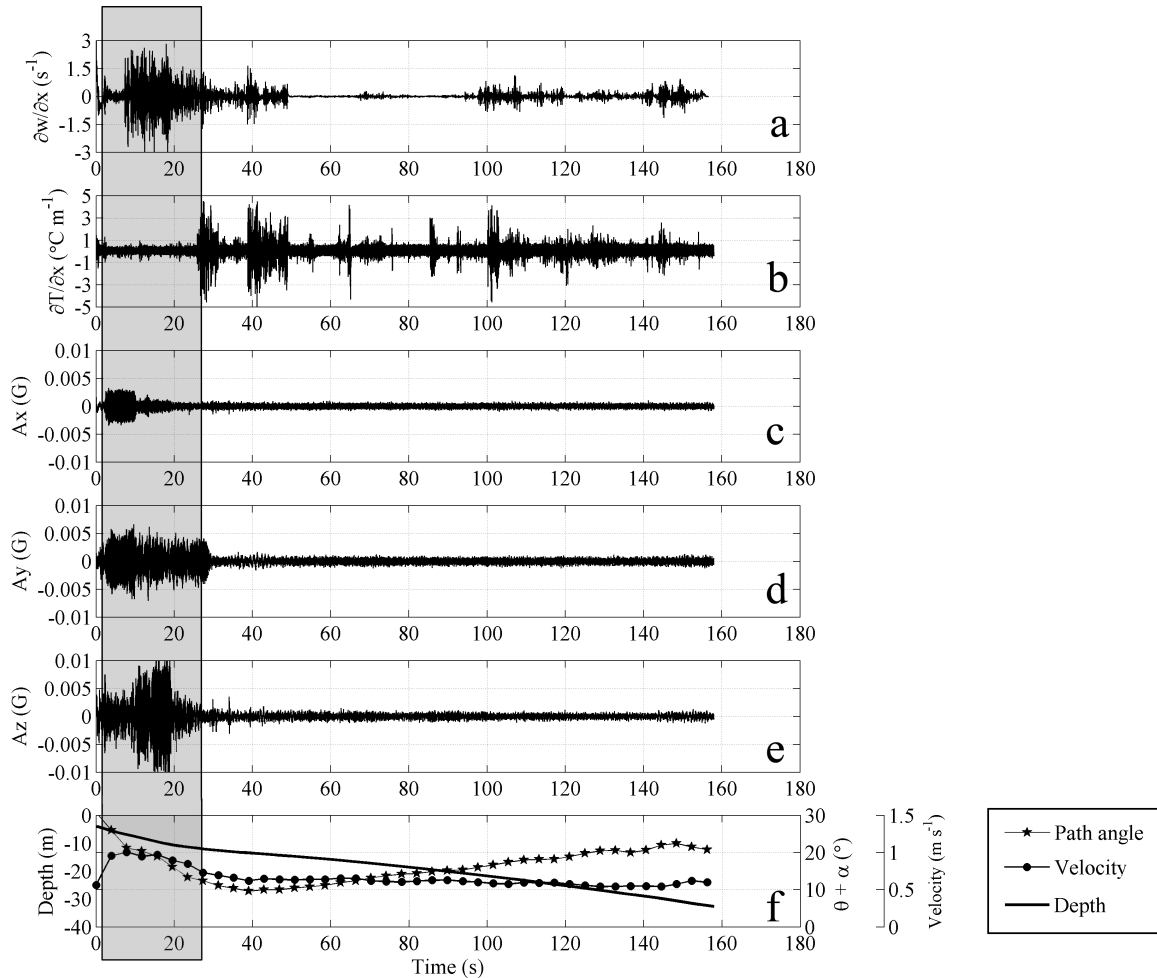 3
1.5
0
-1.5
-3
∂w/∂x (s⁻¹)
a
0 20 40 60 80 100 120 140 160 180
5
3
1
-1
-3
-5
∂T/∂x (°C m⁻¹)
b
0 20 40 60 80 100 120 140 160 180
0.01
0.005
0
-0.005
-0.01
Ax (G)
c
0 20 40 60 80 100 120 140 160 180
0.01
0.005
0
-0.005
-0.01
Ay (G)
d
0 20 40 60 80 100 120 140 160 180
0.01
0.005
0
-0.005
-0.01
Az (G)
e
0 20 40 60 80 100 120 140 160 180
0
-10
-20
-30
-40
Depth (m)
f
30
20
10
0
θ + α (°)
1.5
1
0.5
0
Velocity (m s⁻¹)
0 20 40 60 80 100 120 140 160 180
Time (s)
Path angle
Velocity
Depth